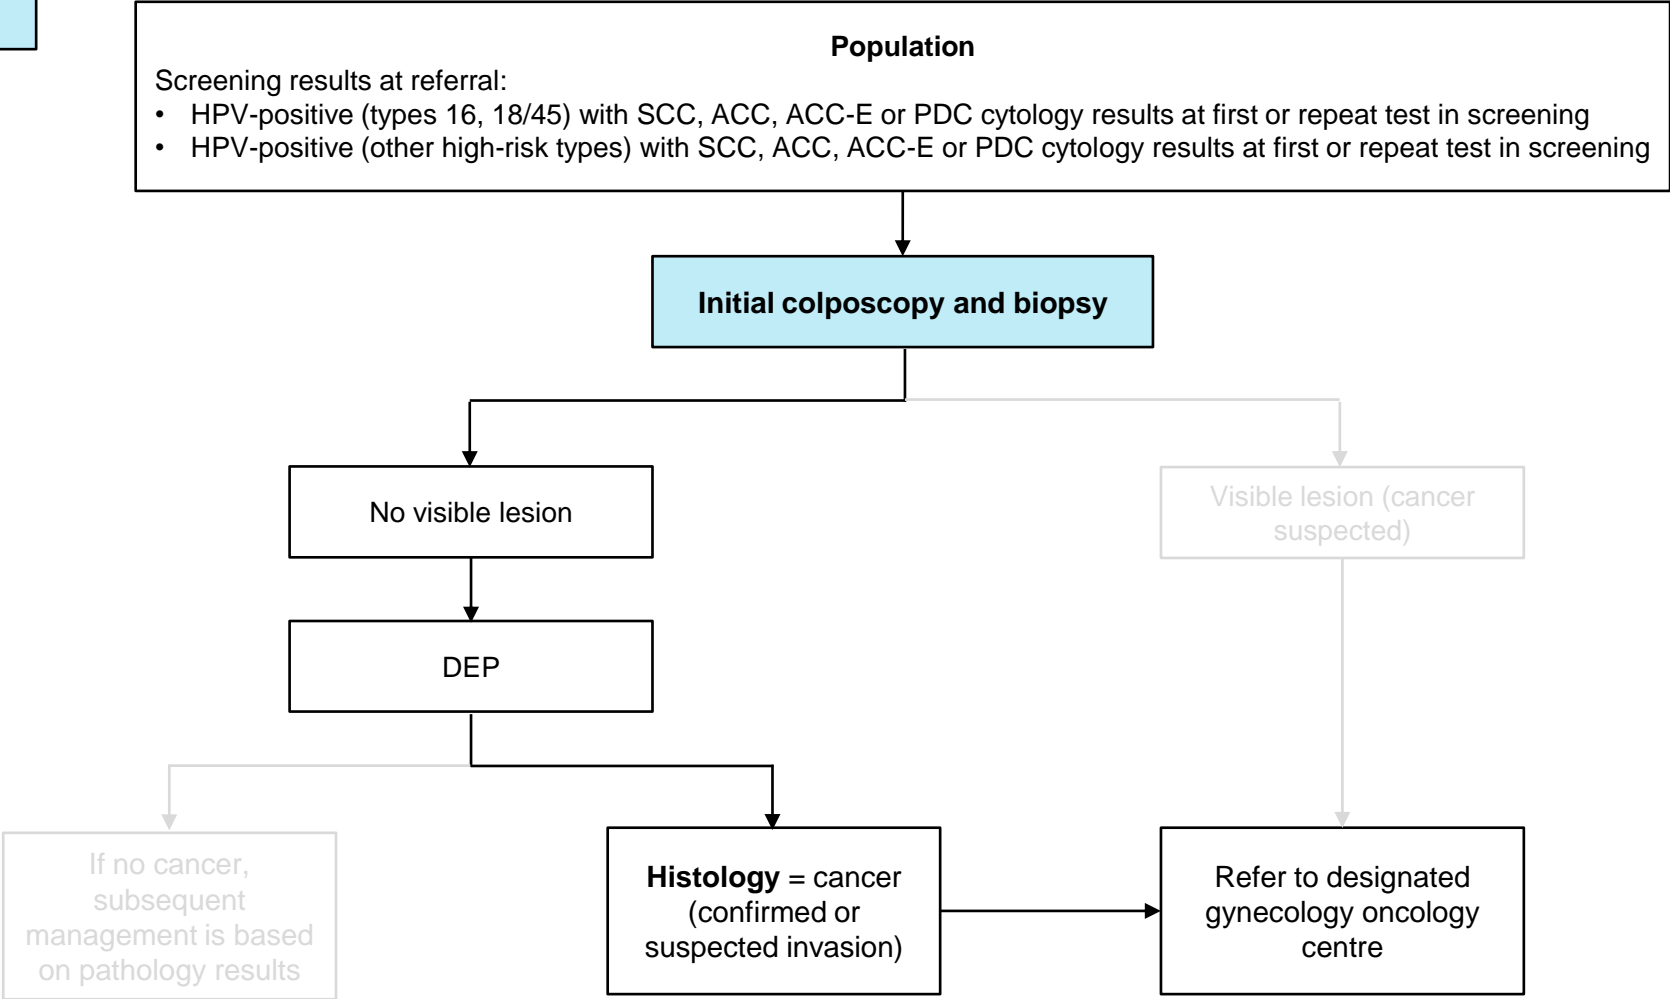 Population
Screening results at referral:
• HPV-positive (types 16, 18/45) with SCC, ACC, ACC-E or PDC cytology results at first or repeat test in screening
• HPV-positive (other high-risk types) with SCC, ACC, ACC-E or PDC cytology results at first or repeat test in screening
Initial colposcopy and biopsy
No visible lesion
Visible lesion (cancer
suspected)
DEP
If no cancer,
subsequent
management is based
on pathology results
Histology = cancer
(confirmed or
suspected invasion)
Refer to designated
gynecology oncology
centre